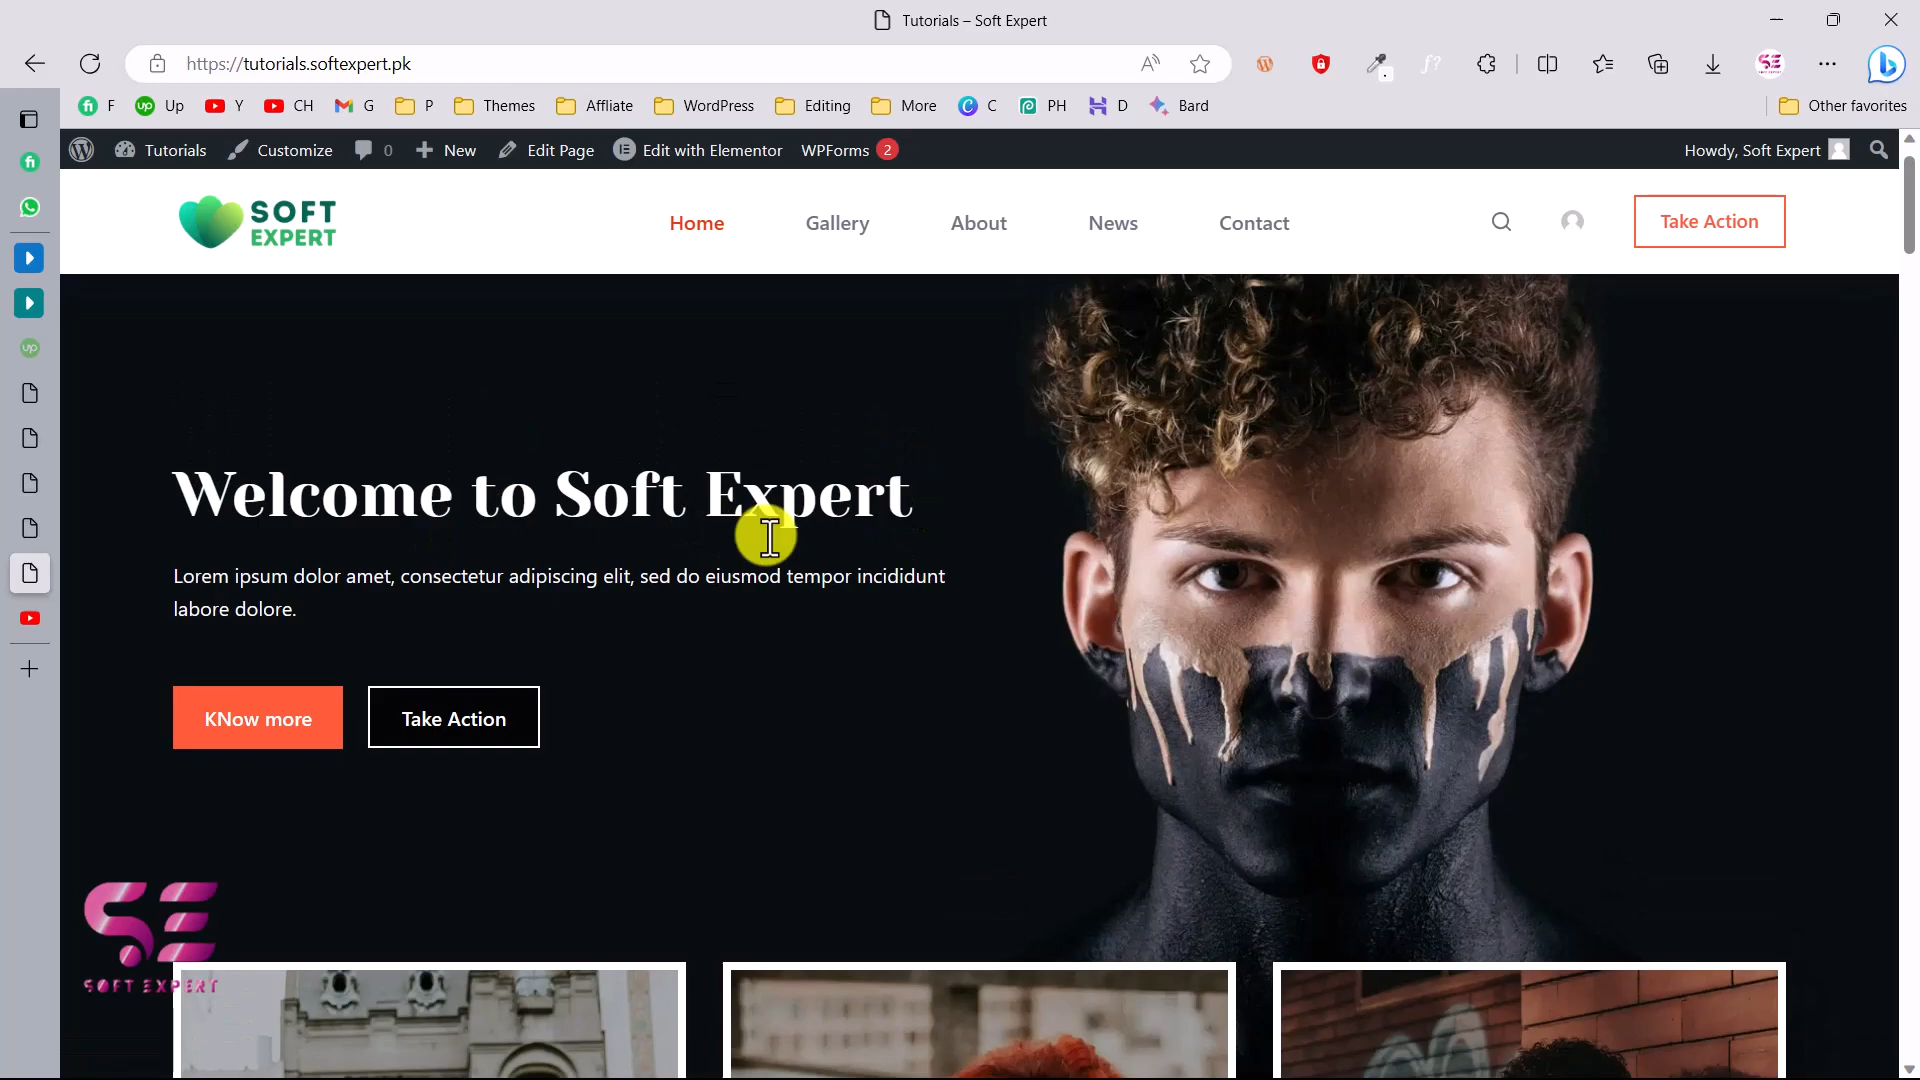 Tutorials – Soft Expert
https://tutorials.softexpert.pk
F Up Y CH G P Themes Affliate WordPress Editing More C PH D Bard Other favorites
Tutorials Customize 0 New Edit Page Edit with Elementor WPForms 2 Howdy, Soft Expert
SOFT
EXPERT
Home Gallery About News Contact Take Action
Welcome to Soft Expert
Lorem ipsum dolor amet, consectetur adipiscing elit, sed do eiusmod tempor incididunt
labore dolore.
KNow more Take Action
SE
SOFT EXPERT